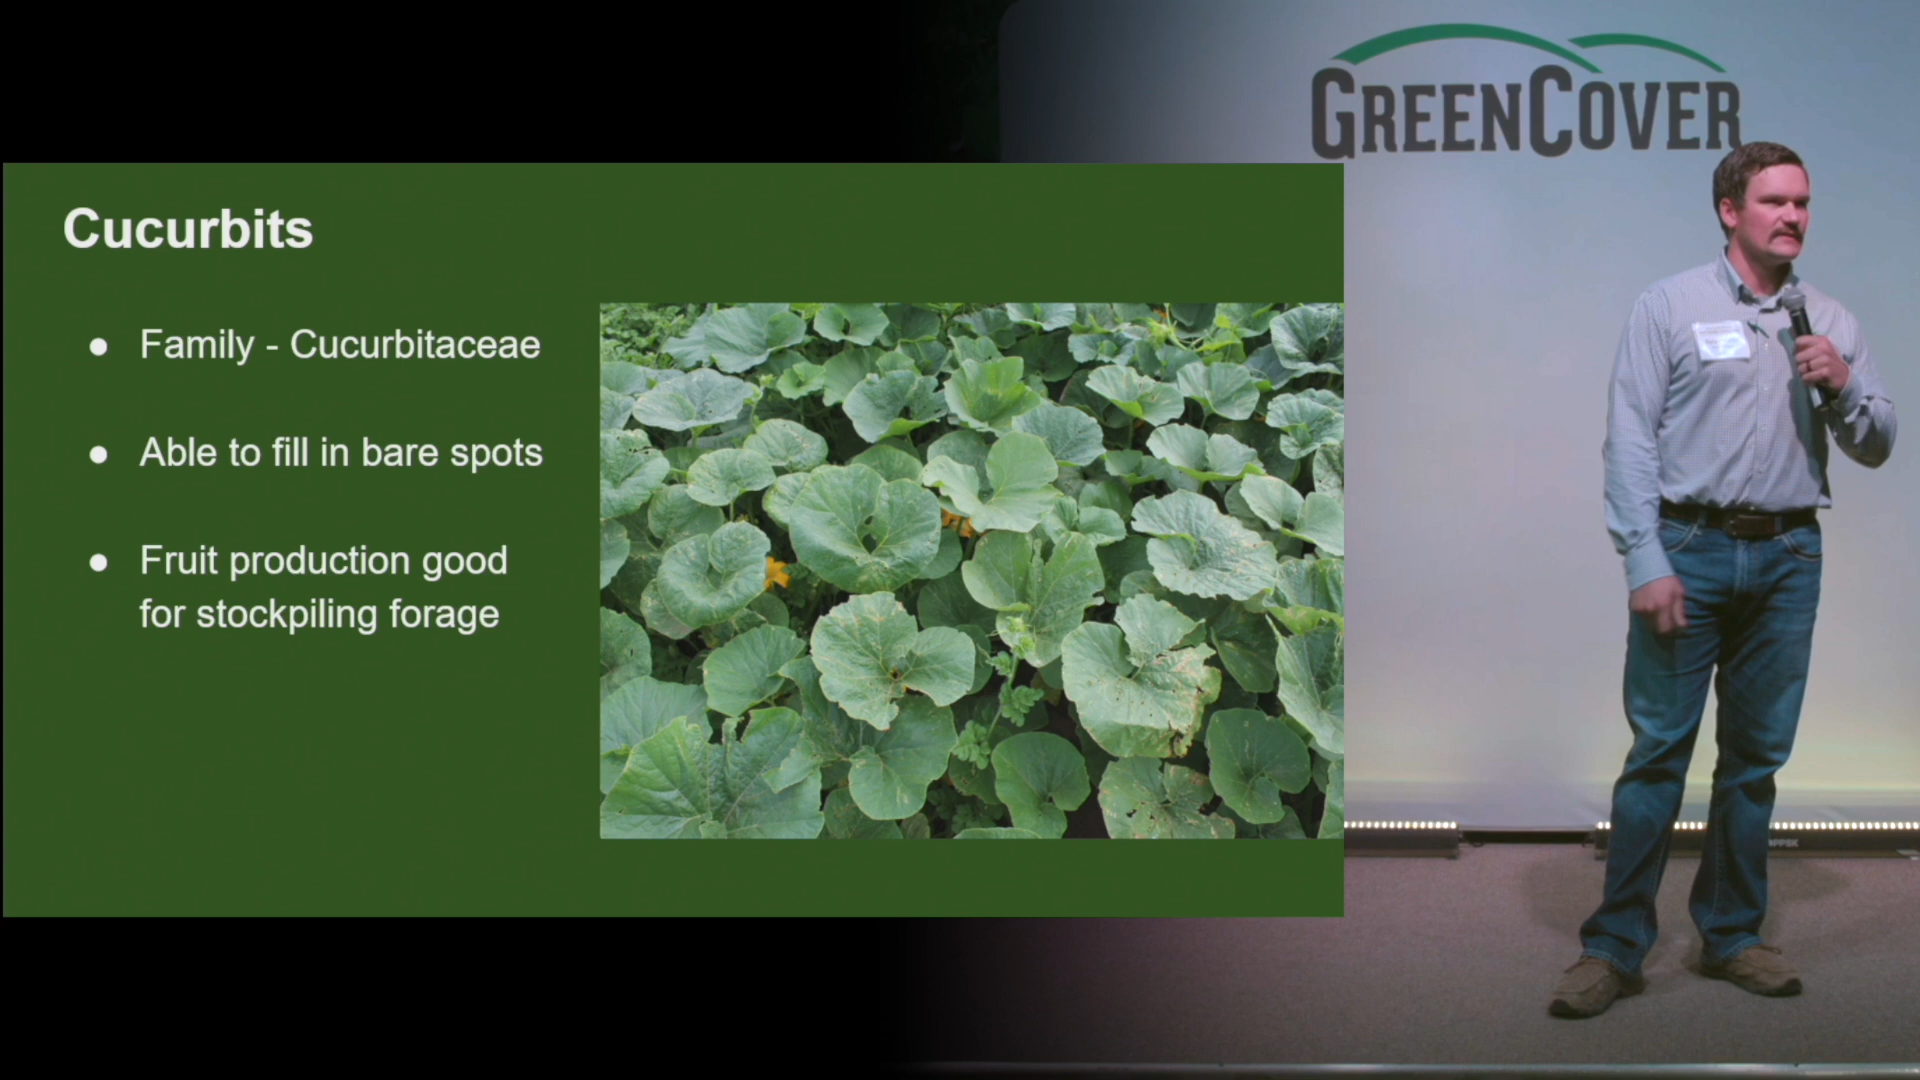 GREENCOVER
Cucurbits
● Family - Cucurbitaceae
● Able to fill in bare spots
● Fruit production good
for stockpiling forage